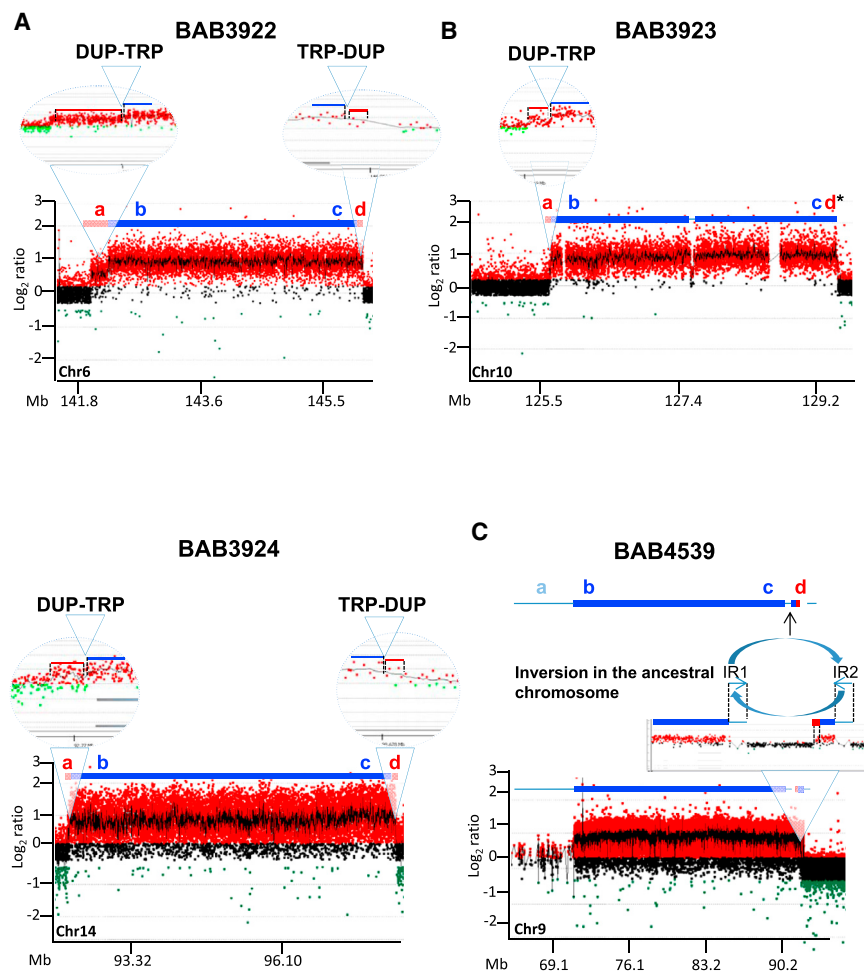 A
BAB3922
DUP-TRP TRP-DUP
a b c d
Log2 ratio
3
2
1
0
-1
-2
Chr6
Mb 141.8 143.6 145.5
B
BAB3923
DUP-TRP
a b c d*
Log2 ratio
3
2
1
0
-1
-2
Chr10
Mb 125.5 127.4 129.2
BAB3924
DUP-TRP TRP-DUP
a b c d
Log2 ratio
3
2
1
0
-1
-2
Chr14
Mb 93.32 96.10
C
BAB4539
a b c d
Inversion in the ancestral
chromosome
IR1 IR2
Log2 ratio
3
2
1
0
-1
-2
Chr9
Mb 69.1 76.1 83.2 90.2